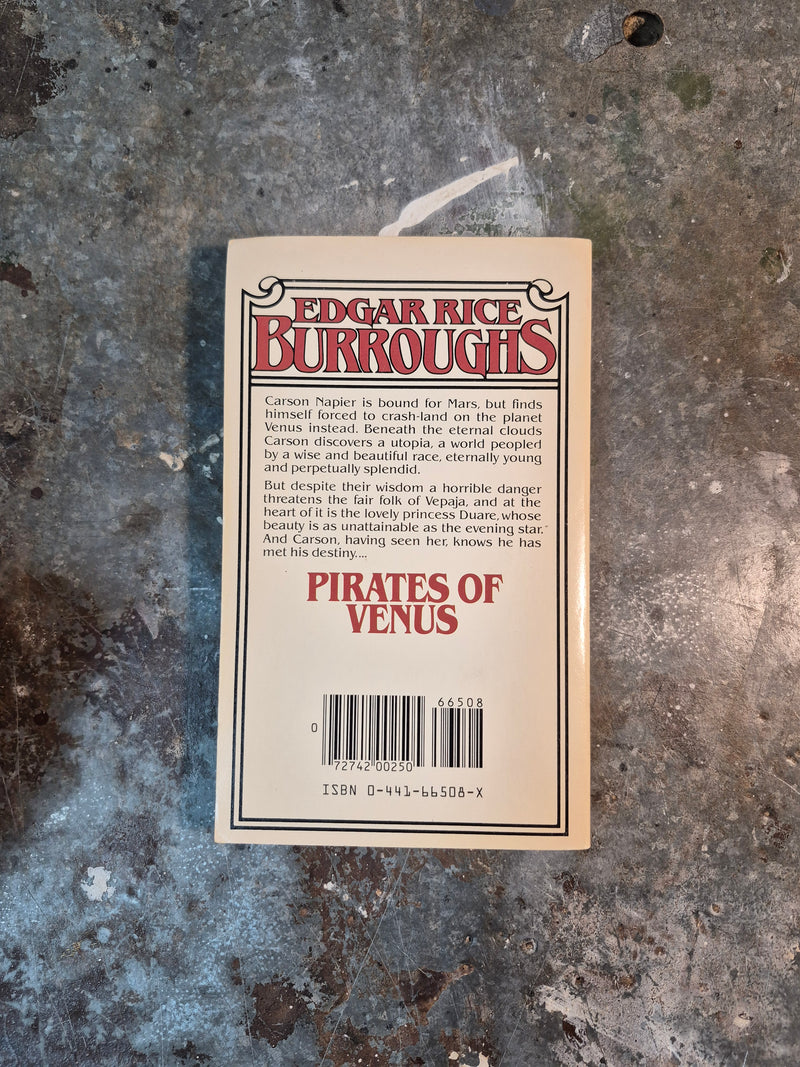 EDGAR RICE
BURROUGHS
Carson Napier is bound for Mars, but finds
himself forced to crash-land on the planet
Venus instead. Beneath the eternal clouds
Carson discovers a utopia, a world peopled
by a wise and beautiful race, eternally young
and perpetually splendid.
But despite their wisdom a horrible danger
threatens the fair folk of Vepaja, and at the
heart of it is the lovely princess Duare, whose
beauty is as unattainable as the evening star.
And Carson, having seen her, knows he has
met his destiny....
PIRATES OF
VENUS
66508
0
72742 00250
ISBN 0-441-66508-X